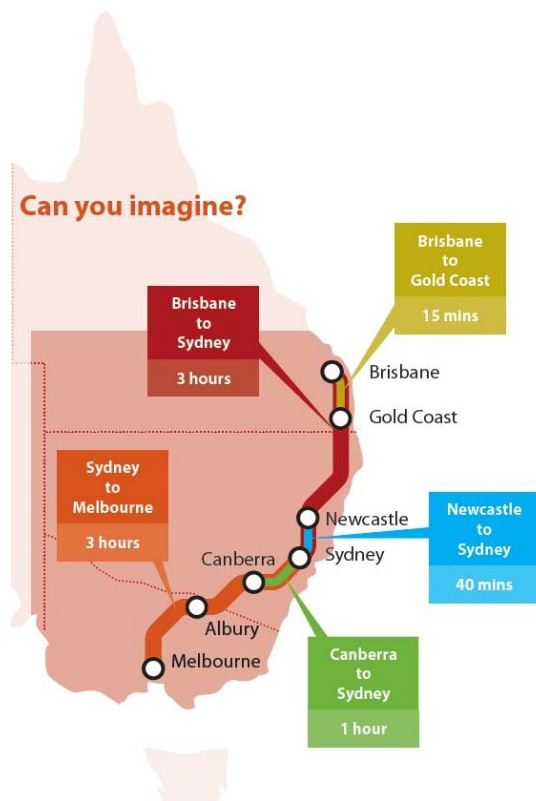 Can you imagine?
Brisbane
to
Gold Coast
15 mins
Brisbane
to
Sydney
3 hours
Brisbane
Gold Coast
Sydney
to
Melbourne
3 hours
Newcastle
Newcastle
to
Sydney
40 mins
Sydney
Canberra
Albury
Melbourne
Canberra
to
Sydney
1 hour